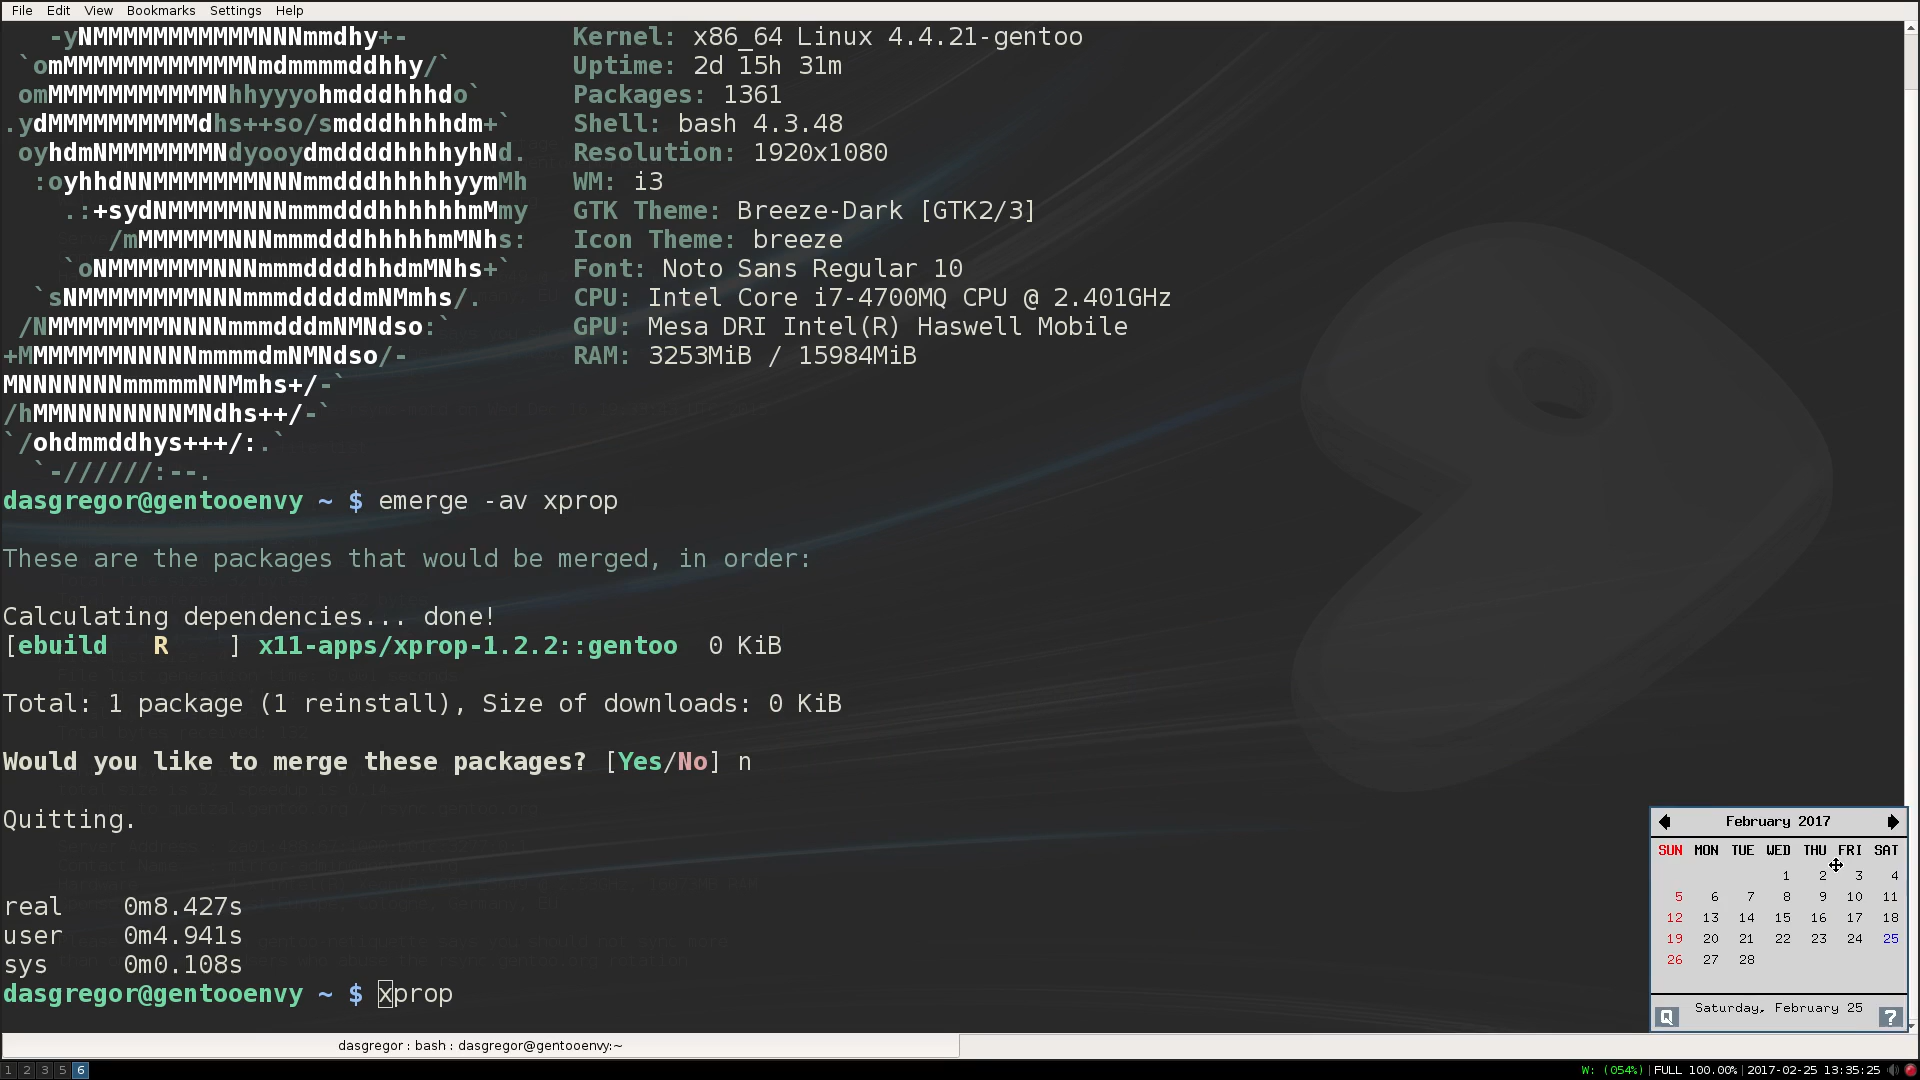 File Edit View Bookmarks Settings Help
-yNMMMMMMMMMMMNNNmmdhy+- Kernel: x86_64 Linux 4.4.21-gentoo
`omMMMMMMMMMMMMNmdmmmmddhhy/` Uptime: 2d 15h 31m
omMMMMMMMMMMMNhhyyyohmdddhhhdo` Packages: 1361
.ydMMMMMMMMMMdhs++so/smdddhhhhdm+` Shell: bash 4.3.48
oyhdmNMMMMMMMNdyooydmddddhhhhyhNd. Resolution: 1920x1080
:oyhhdNNMMMMMMMNNNmmdddhhhhhyymMh WM: i3
.:+sydNMMMMMNNNmmmdddhhhhhhmMmy GTK Theme: Breeze-Dark [GTK2/3]
/mMMMMMMNNNmmmdddhhhhhmMNhs: Icon Theme: breeze
`oNMMMMMMMNNNmmmddddhhdmMNhs+` Font: Noto Sans Regular 10
`sNMMMMMMMMNNNmmmdddddmNMmhs/. CPU: Intel Core i7-4700MQ CPU @ 2.401GHz
/NMMMMMMMMNNNNmmmdddmNMNdso:` GPU: Mesa DRI Intel(R) Haswell Mobile
+MMMMMMMNNNNNmmmmdmNMNdso/- RAM: 3253MiB / 15984MiB
MNNNNNNNmmmmmNNMmhs+/-`
/hMMNNNNNNNNMNdhs++/-`
`/ohdmmddhys+++/:.`
`-//////:--.
dasgregor@gentooenvy ~ $ emerge -av xprop
These are the packages that would be merged, in order:
Calculating dependencies... done!
[ebuild   R    ] x11-apps/xprop-1.2.2::gentoo  0 KiB
Total: 1 package (1 reinstall), Size of downloads: 0 KiB
Would you like to merge these packages? [Yes/No] n
Quitting.
real 0m8.427s
user 0m4.941s
sys 0m0.108s
dasgregor@gentooenvy ~ $ xprop
February 2017
SUN MON TUE WED THU FRI SAT
1 2 3 4
5 6 7 8 9 10 11
12 13 14 15 16 17 18
19 20 21 22 23 24 25
26 27 28
Saturday, February 25
Q ?
dasgregor : bash : dasgregor@gentooenvy:~
1 2 3 5 6 W: (054%)|FULL 100.00%|2017-02-25 13:35:25